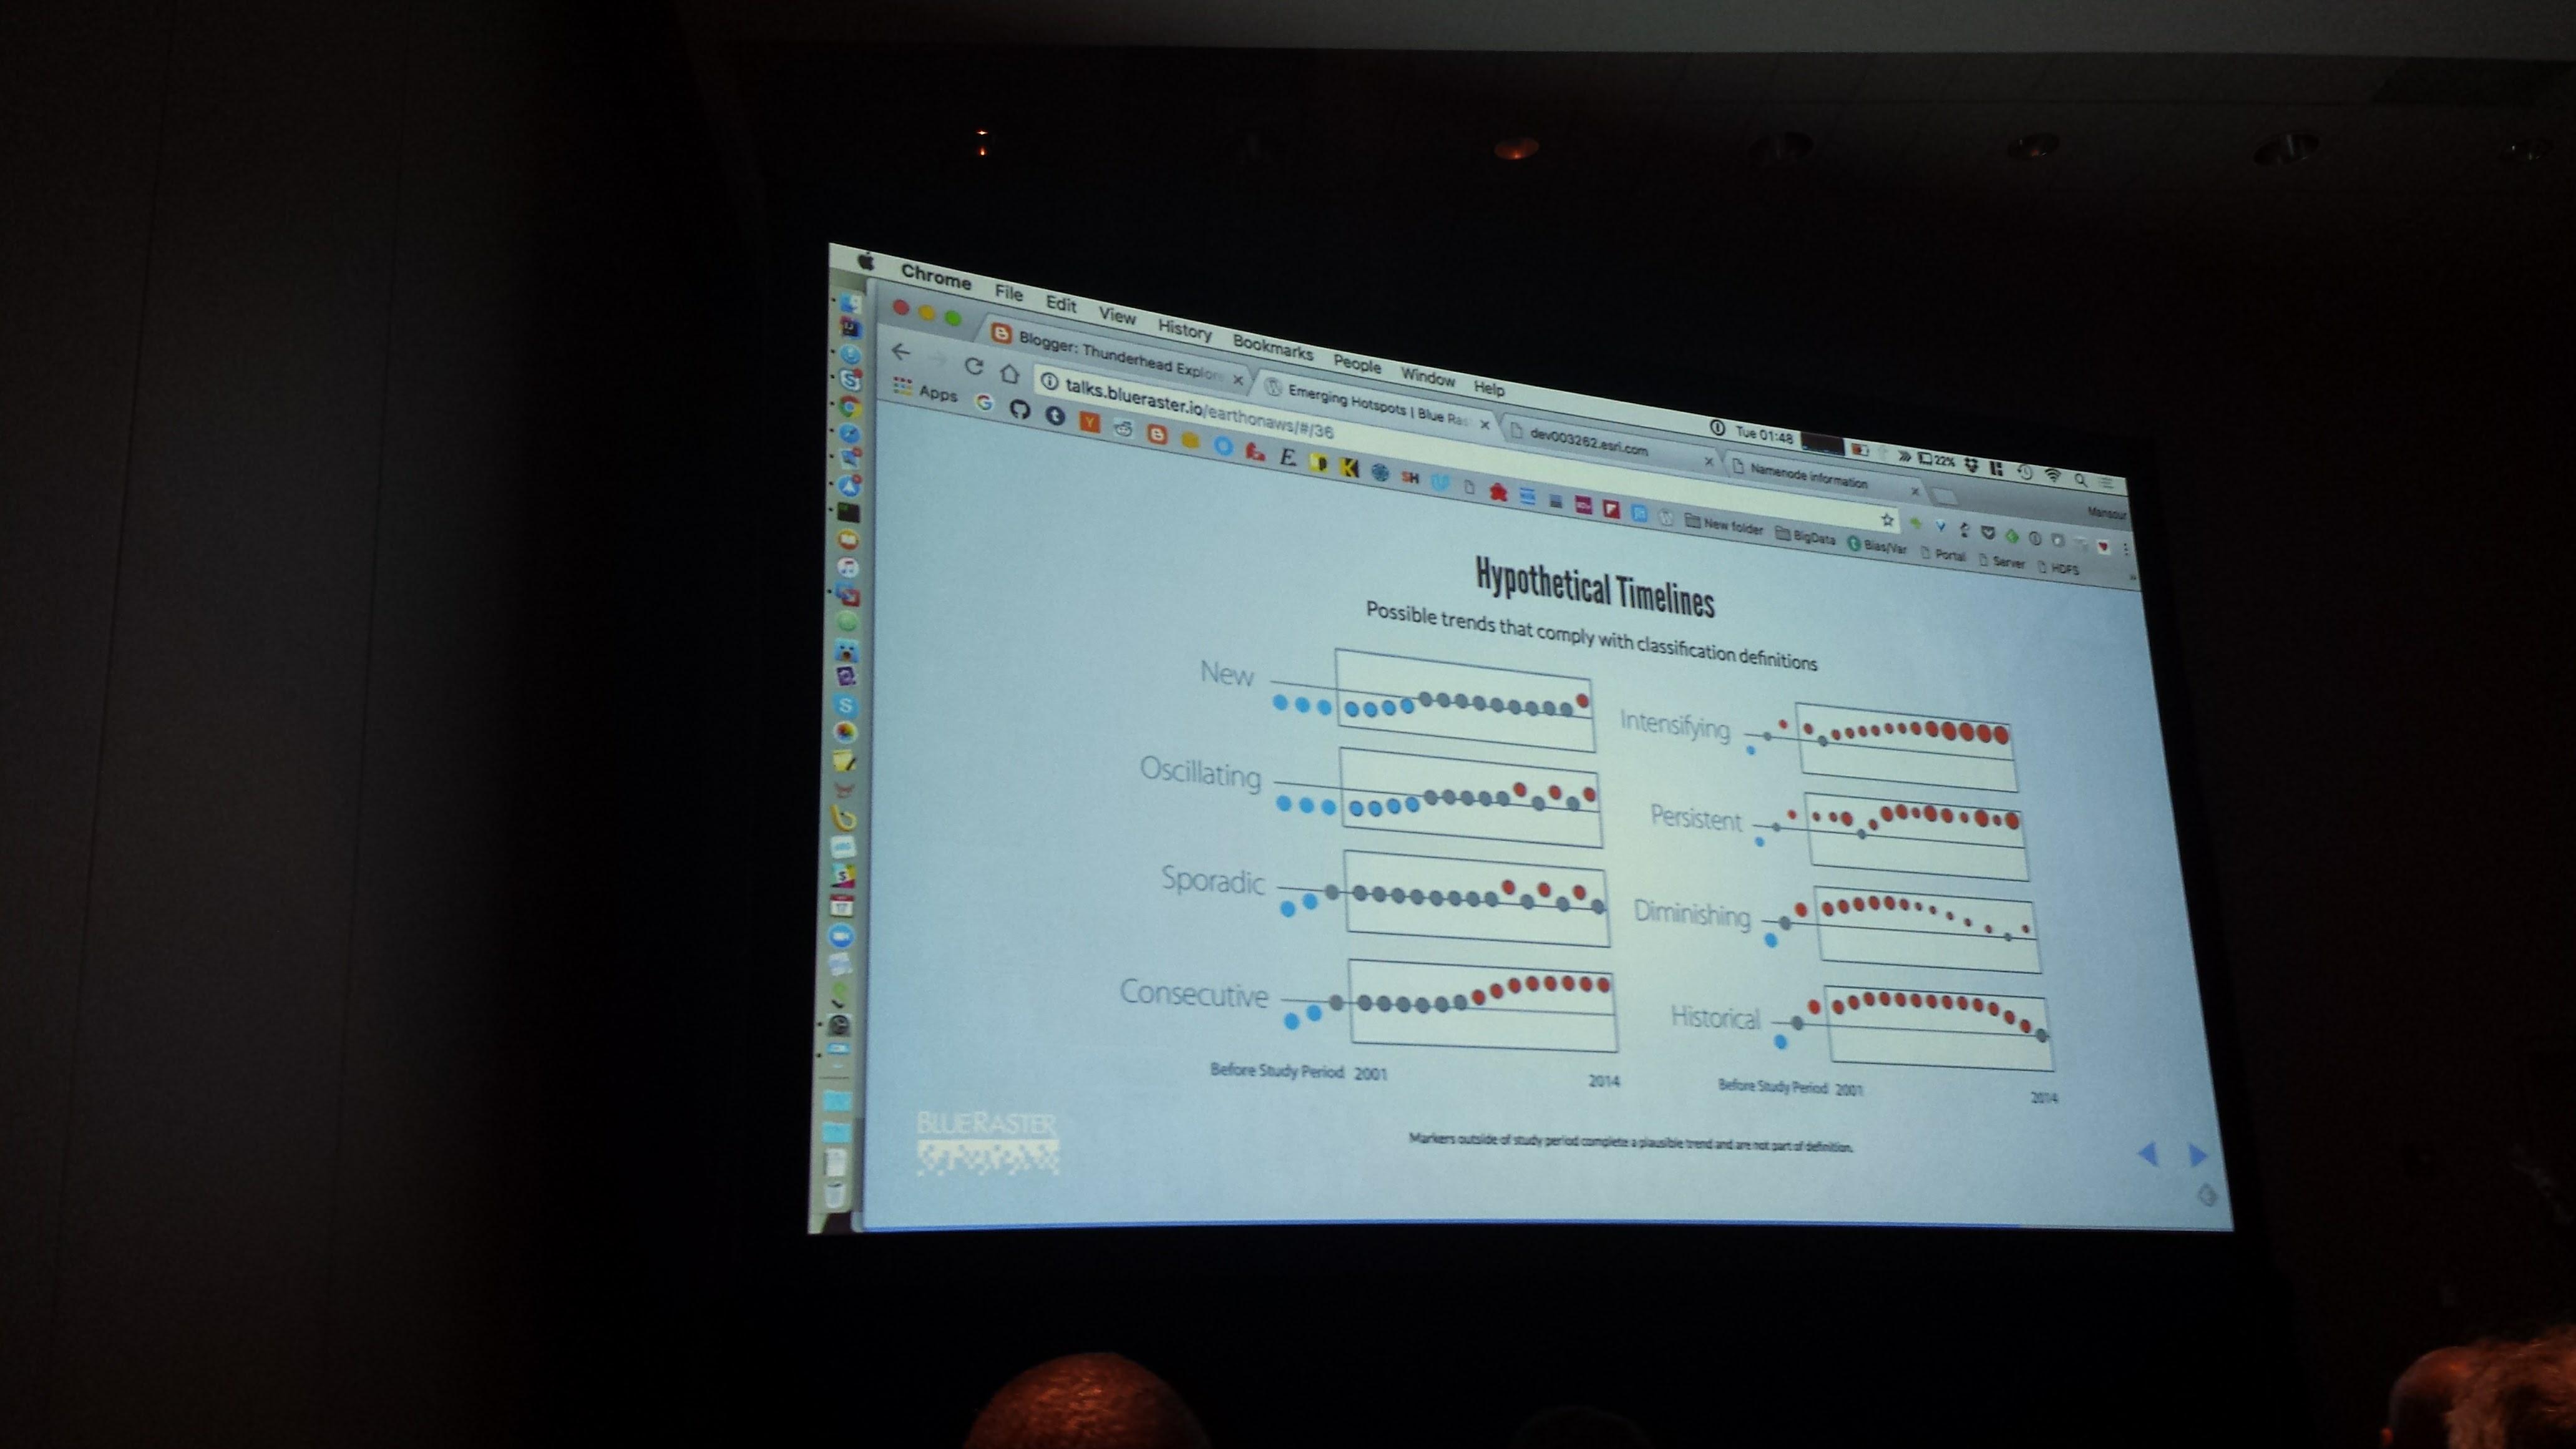 Chrome File Edit View History Bookmarks People Window Help
Tue 01:48 22%
Blogger: Thunderhead Explor
Emerging Hotspots | Blue Ras
dev003262.esri.com
Namenode information
Mansour
talks.blueraster.io/earthonaws/#/36
Apps
SH
New folder
BigData
Bias/Var
Portal
Server
HDFS
Hypothetical Timelines
Possible trends that comply with classification definitions
New
Oscillating
Sporadic
Consecutive
Before Study Period 2001 2014
Intensifying
Persistent
Diminishing
Historical
Before Study Period 2001 2014
Markers outside of study period complete a plausible trend and are not part of definition.
BLUERASTER